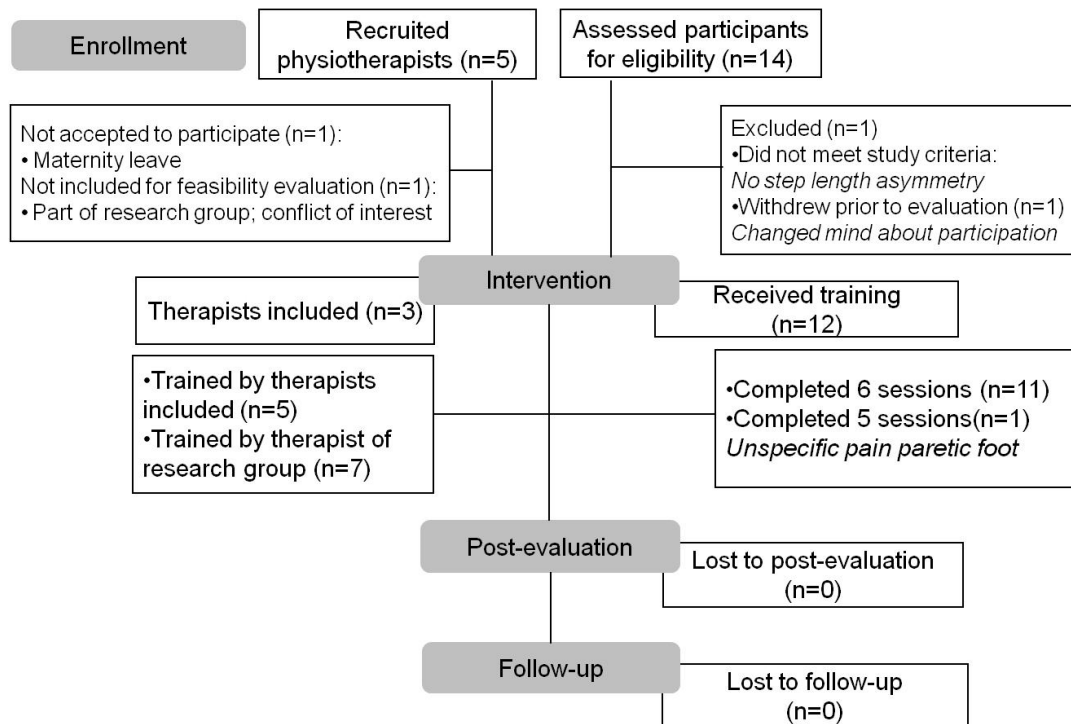 Enrollment
Recruited
physiotherapists (n=5)
Assessed participants
for eligibility (n=14)
Not accepted to participate (n=1):
• Maternity leave
Not included for feasibility evaluation (n=1):
• Part of research group; conflict of interest
Excluded (n=1)
•Did not meet study criteria:
No step length asymmetry
•Withdrew prior to evaluation (n=1)
Changed mind about participation
Intervention
Therapists included (n=3)
Received training
(n=12)
•Trained by therapists
included (n=5)
•Trained by therapist of
research group (n=7)
•Completed 6 sessions (n=11)
•Completed 5 sessions(n=1)
Unspecific pain paretic foot
Post-evaluation
Lost to post-evaluation
(n=0)
Follow-up
Lost to follow-up
(n=0)